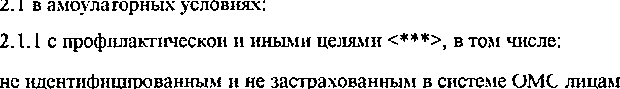 2.1 в амбулаторных условиях:
2.1.1 с профилактической и иными целями <***>, в том числе:
не идентифицированным и не застрахованным в системе ОМС лицам